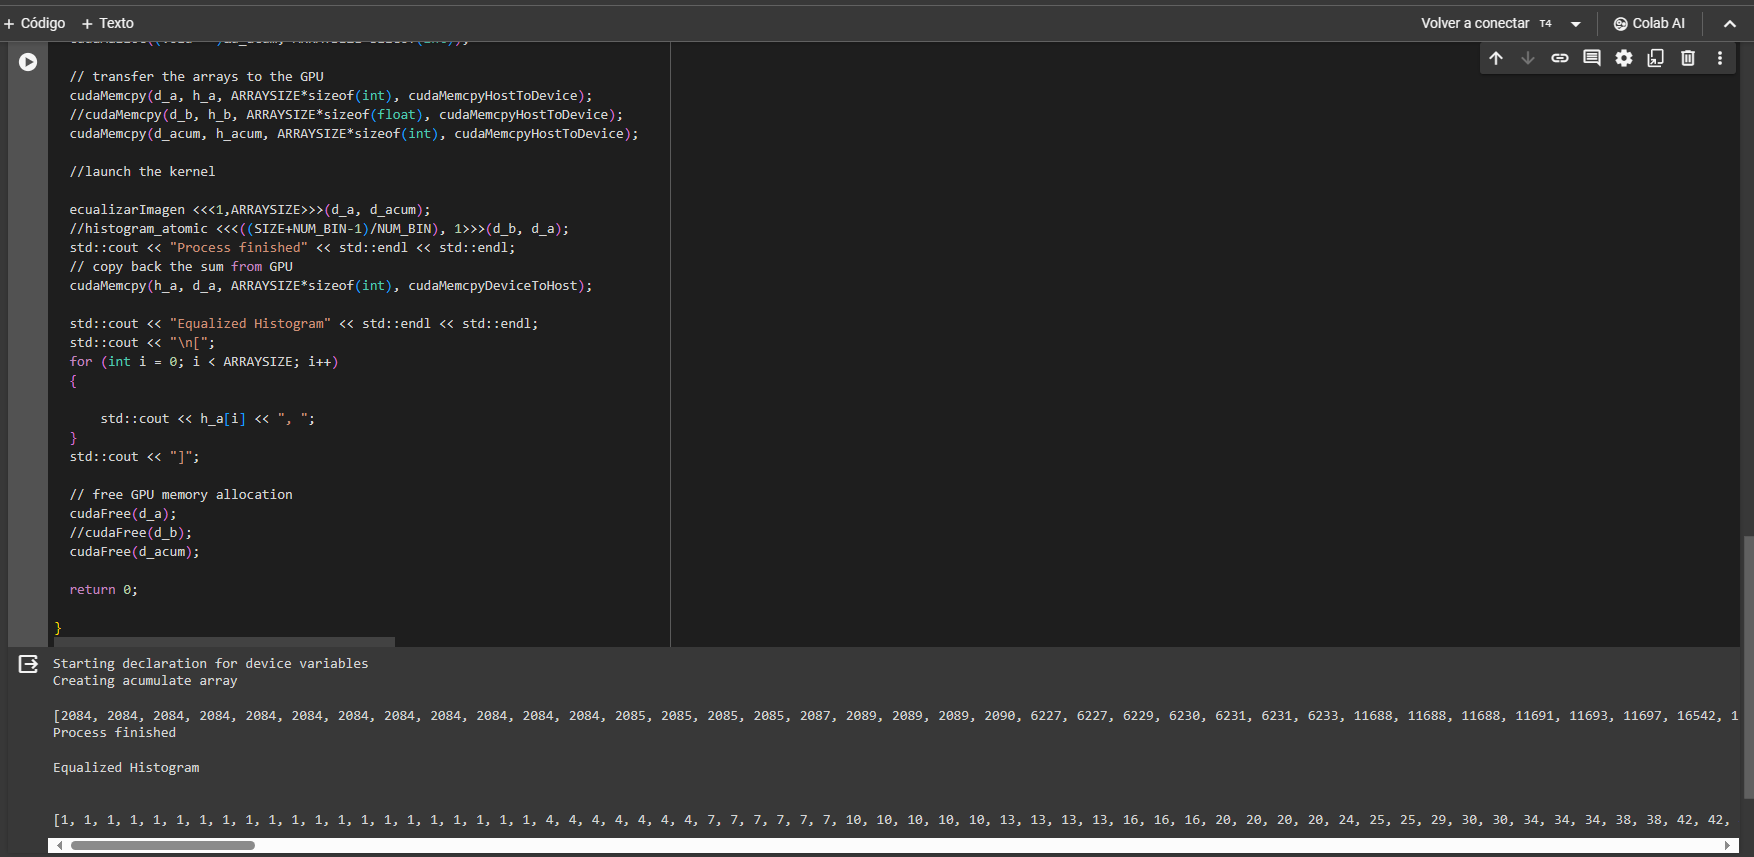 + Código + Texto
Volver a conectar T4 Colab AI
// transfer the arrays to the GPU
cudaMemcpy(d_a, h_a, ARRAYSIZE*sizeof(int), cudaMemcpyHostToDevice);
//cudaMemcpy(d_b, h_b, ARRAYSIZE*sizeof(float), cudaMemcpyHostToDevice);
cudaMemcpy(d_acum, h_acum, ARRAYSIZE*sizeof(int), cudaMemcpyHostToDevice);
//launch the kernel
ecualizarImagen <<<1,ARRAYSIZE>>>(d_a, d_acum);
//histogram_atomic <<<((SIZE+NUM_BIN-1)/NUM_BIN), 1>>>(d_b, d_a);
std::cout << "Process finished" << std::endl << std::endl;
// copy back the sum from GPU
cudaMemcpy(h_a, d_a, ARRAYSIZE*sizeof(int), cudaMemcpyDeviceToHost);
std::cout << "Equalized Histogram" << std::endl << std::endl;
std::cout << "\n[";
for (int i = 0; i < ARRAYSIZE; i++)
{
std::cout << h_a[i] << ", ";
}
std::cout << "]";
// free GPU memory allocation
cudaFree(d_a);
//cudaFree(d_b);
cudaFree(d_acum);
return 0;
}
Starting declaration for device variables
Creating acumulate array
[2084, 2084, 2084, 2084, 2084, 2084, 2084, 2084, 2084, 2084, 2084, 2084, 2085, 2085, 2085, 2085, 2087, 2089, 2089, 2089, 2090, 6227, 6227, 6229, 6230, 6231, 6231, 6233, 11688, 11688, 11688, 11691, 11693, 11697, 16542, 1
Process finished
Equalized Histogram
[1, 1, 1, 1, 1, 1, 1, 1, 1, 1, 1, 1, 1, 1, 1, 1, 1, 1, 1, 1, 1, 4, 4, 4, 4, 4, 4, 4, 7, 7, 7, 7, 7, 7, 10, 10, 10, 10, 10, 13, 13, 13, 13, 16, 16, 16, 20, 20, 20, 20, 24, 25, 25, 29, 30, 30, 34, 34, 34, 38, 38, 42, 42,